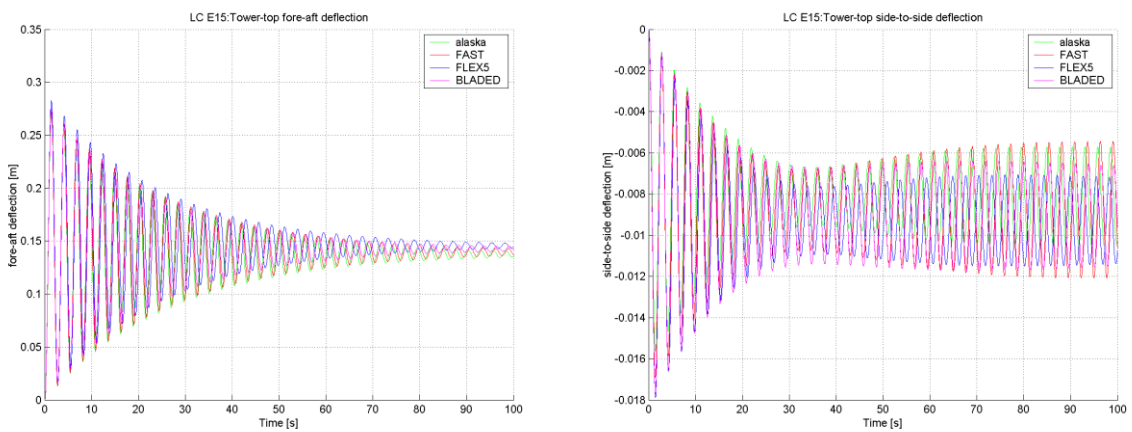 LC E15:Tower-top fore-aft deflection
0.35
0.3
0.25
0.2
0.15
0.1
0.05
0
fore-aft deflection [m]
alaska
FAST
FLEX5
BLADED
0 10 20 30 40 50 60 70 80 90 100
Time [s]
LC E15:Tower-top side-to-side deflection
0
-0.002
-0.004
-0.006
-0.008
-0.01
-0.012
-0.014
-0.016
-0.018
side-to-side deflection [m]
alaska
FAST
FLEX5
BLADED
0 10 20 30 40 50 60 70 80 90 100
Time [s]